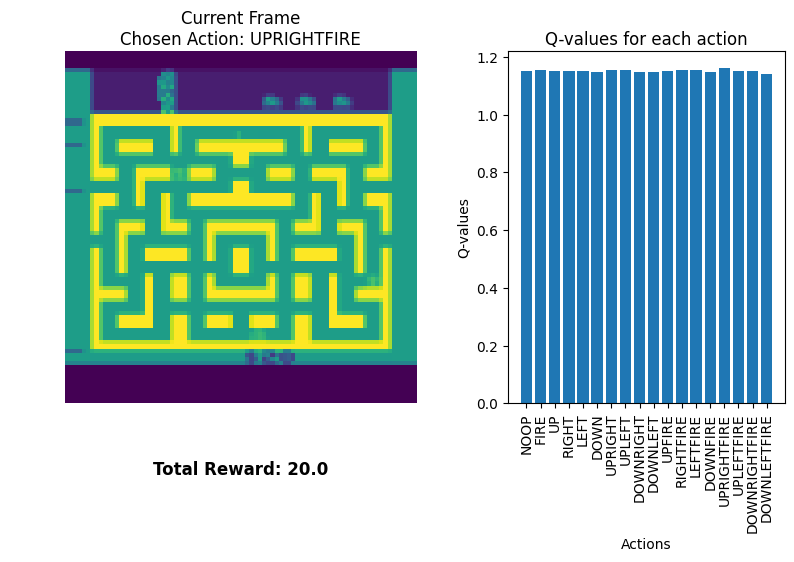 Current Frame
Chosen Action: UPRIGHTFIRE
Total Reward: 20.0
Q-values for each action
Q-values
1.2
1.0
0.8
0.6
0.4
0.2
0.0
NOOP
FIRE
UP
RIGHT
LEFT
DOWN
UPRIGHT
UPLEFT
DOWNRIGHT
DOWNLEFT
UPFIRE
RIGHTFIRE
LEFTFIRE
DOWNFIRE
UPRIGHTFIRE
UPLEFTFIRE
DOWNRIGHTFIRE
DOWNLEFTFIRE
Actions